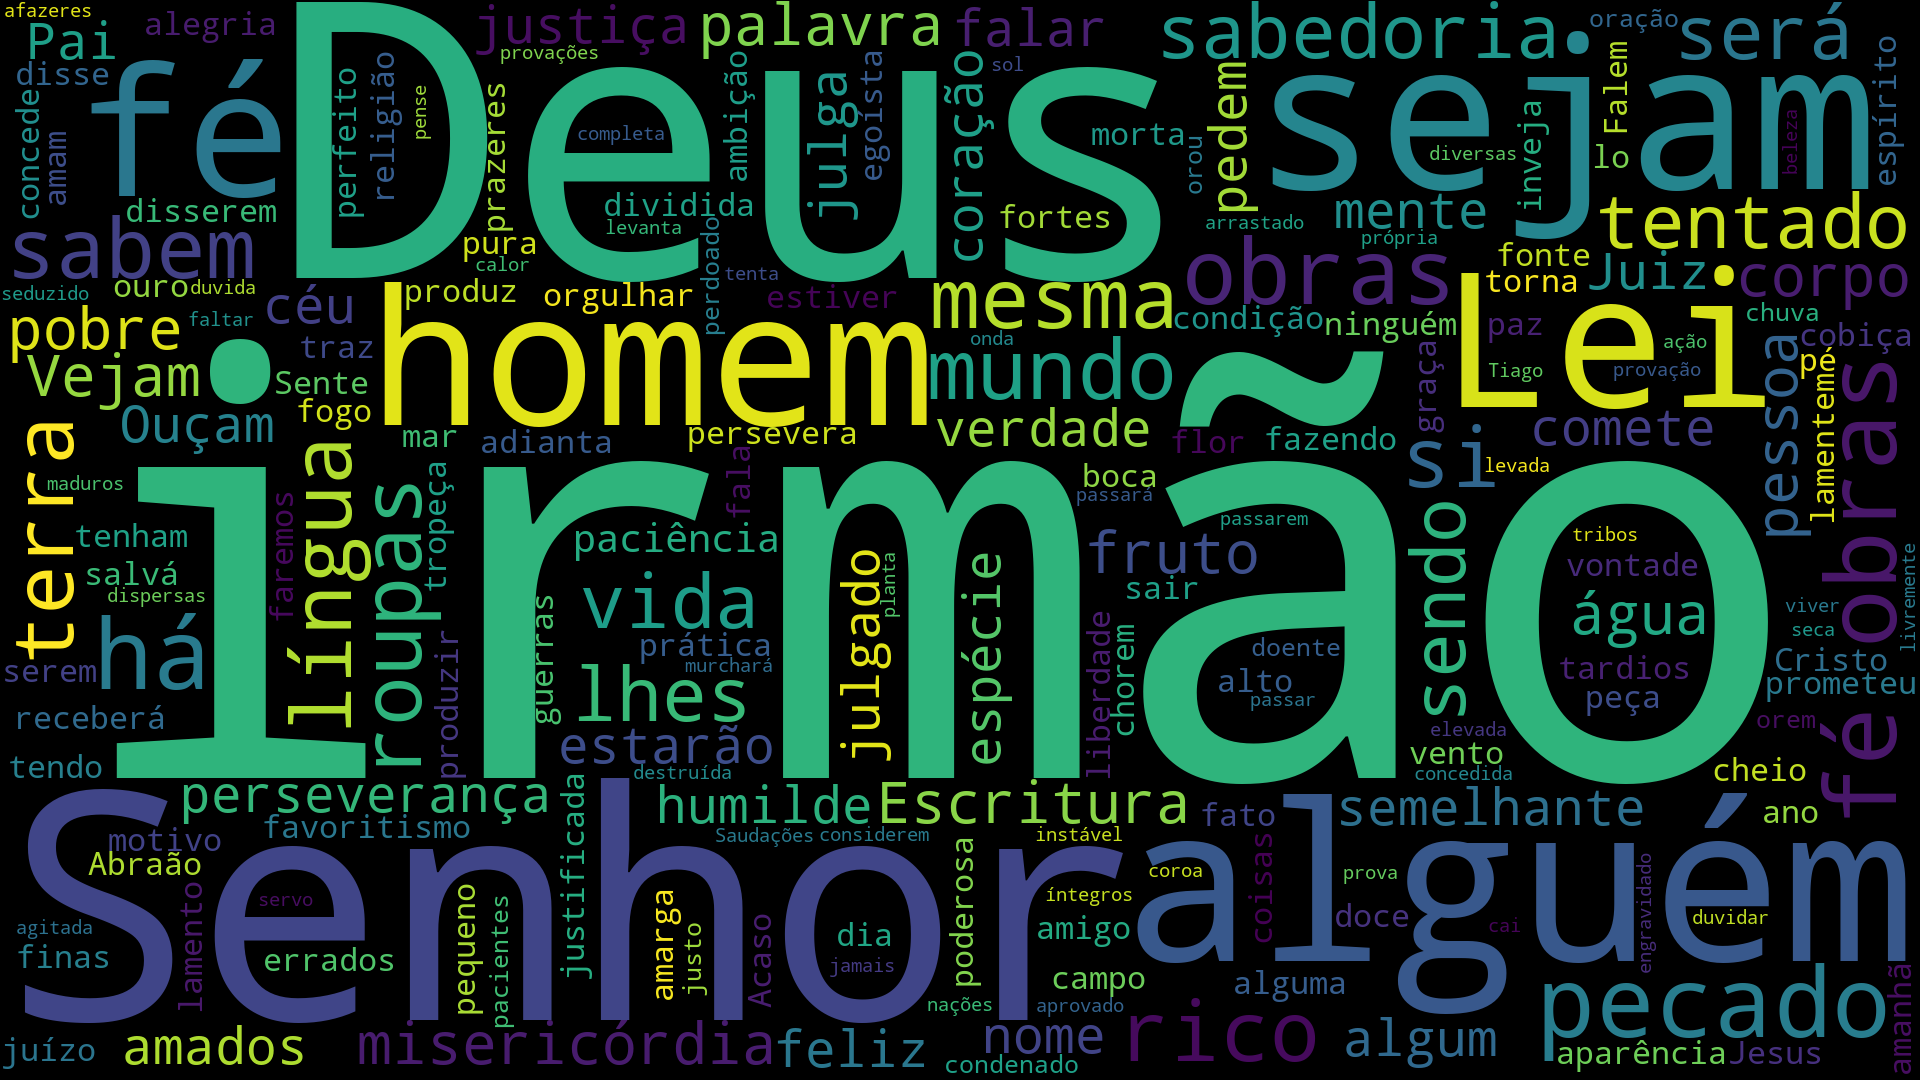 afazeres
alegria
Pai
disse
fé
Deus
justiça
provações
palavra
falar
sabedoria
oração
será
sejam
concede
amam
perfeito
religião
pense
prazeres
completa
ambição
julga
egoísta
coração
sol
morta
orou
pedem
diversas
inveja
Falem
lo
beleza
espírito
disserem
dividida
levanta
perdoado
fortes
arrastado
mente
própria
tentado
sabem
pura
calor
tenta
obras
fonte
torna
Juiz
corpo
seduzido
ouro
duvida
céu
produz
orgulhar
estiver
mesma
condição
ninguém
Lei
paz
chuva
cobiça
pobre
faltar
traz
homem
onda
mundo
graça
Tiago
ação
provação
pé
Vejam
Sente
fogo
Ouçam
mar
adianta
persevera
verdade
flor
fazendo
si
comete
pessoa
lamentem
fé obras
terra
maduros
irmão
língua
roupas
tropeça
fala
boca
passará
levada
tenham
faremos
paciência
fruto
passarem
sendo
tribos
vontade
salvá
dispersas
guerras
vida
julgado
planta
espécie
sair
água
viver
seca
livremente
há
serem
produzir
prática
murchará
lhes
liberdade
chorem
doente
alto
passar
tardios
peça
Cristo
prometeu
receberá
estarão
elevada
vento
orem
tendo
destruída
concedida
cheio
perseverança
justificada
humilde
Escritura
fato
semelhante
ano
motivo
favoritismo
Saudações
considerem
instável
Abraão
Senhor
alguém
lamento
servo
pequeno
pacientes
amarga
justo
Acaso
poderosa
íntegros
coroa
coisas
prova
doce
cai
engravidado
duvidar
agitada
finas
errados
dia
jamais
amigo
campo
alguma
nações
aprovado
pecado
amanhã
juízo
amados
misericórdia
feliz
condenado
nome
rico
algum
aparência
Jesus